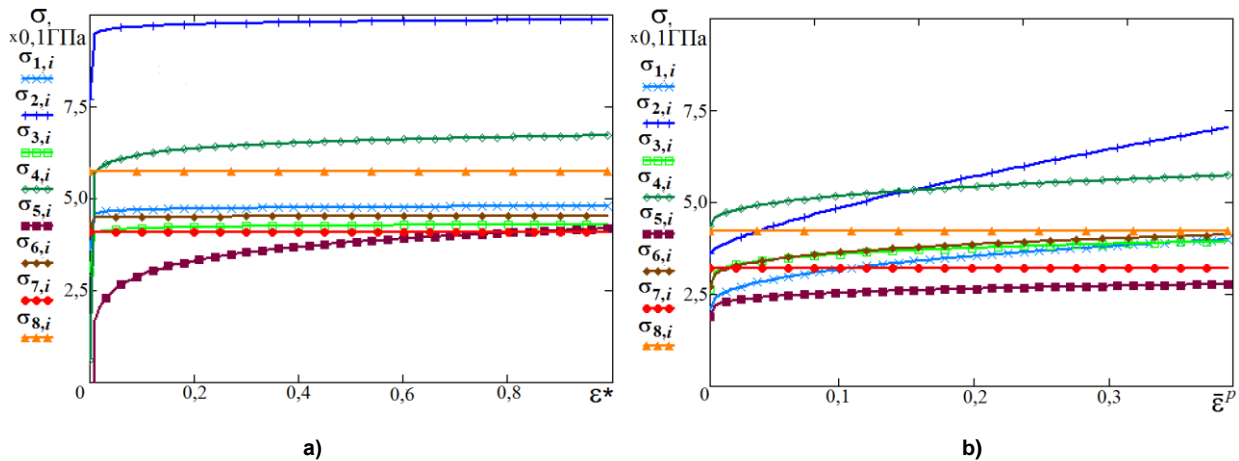 σ,
x0,1ГПа
σ1,i
σ2,i
σ3,i
σ4,i
σ5,i
σ6,i
σ7,i
σ8,i
7,5
5,0
2,5
0
0,2
0,4
0,6
0,8
ε*
a)
σ,
x0,1ГПа
σ1,i
σ2,i
σ3,i
σ4,i
σ5,i
σ6,i
σ7,i
σ8,i
7,5
5,0
2,5
0
0,1
0,2
0,3
ε̄p
b)